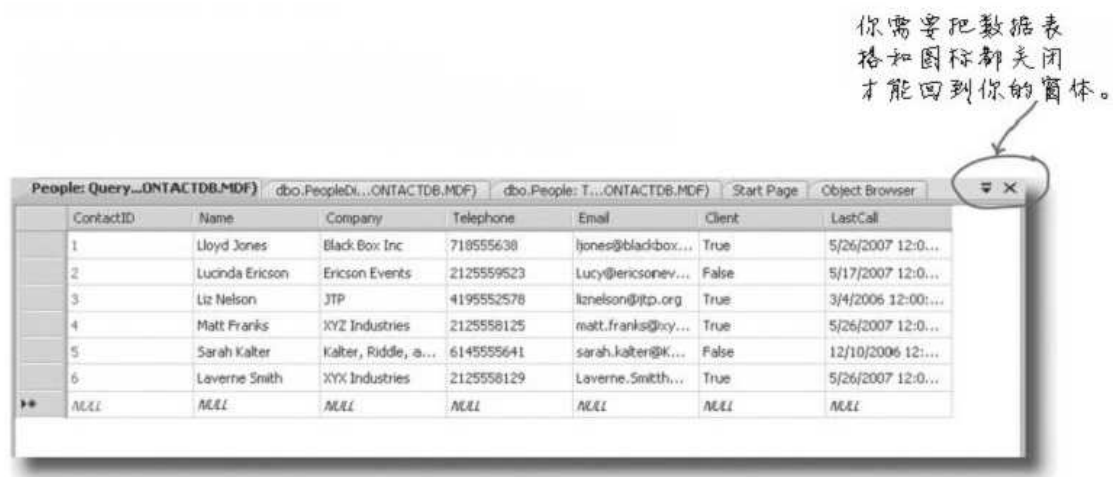 你需要把数据表
格和图标都关闭
才能回到你的窗体。
People: Query...ONTACTDB.MDF) dbo.PeopleDi...ONTACTDB.MDF) dbo.People: T...ONTACTDB.MDF) Start Page Object Browser
ContactID Name Company Telephone Email Client LastCall
1 Lloyd Jones Black Box Inc 718555638 ljones@blackbox... True 5/26/2007 12:0...
2 Lucinda Ericson Ericson Events 2125559523 Lucy@ericsonev... False 5/17/2007 12:0...
3 Liz Nelson JTP 4195552578 liznelson@jtp.org True 3/4/2006 12:00:...
4 Matt Franks XYZ Industries 2125558125 matt.franks@xy... True 5/26/2007 12:0...
5 Sarah Kalter Kalter, Riddle, a... 6145555641 sarah.kalter@K... False 12/10/2006 12:...
6 Laverne Smith XYX Industries 2125558129 Laverne.Smitth... True 5/26/2007 12:0...
NULL NULL NULL NULL NULL NULL NULL